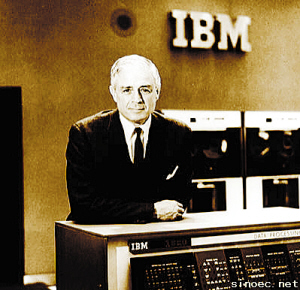 IBM
DATA PROCESSING
IBM
sinoec.net